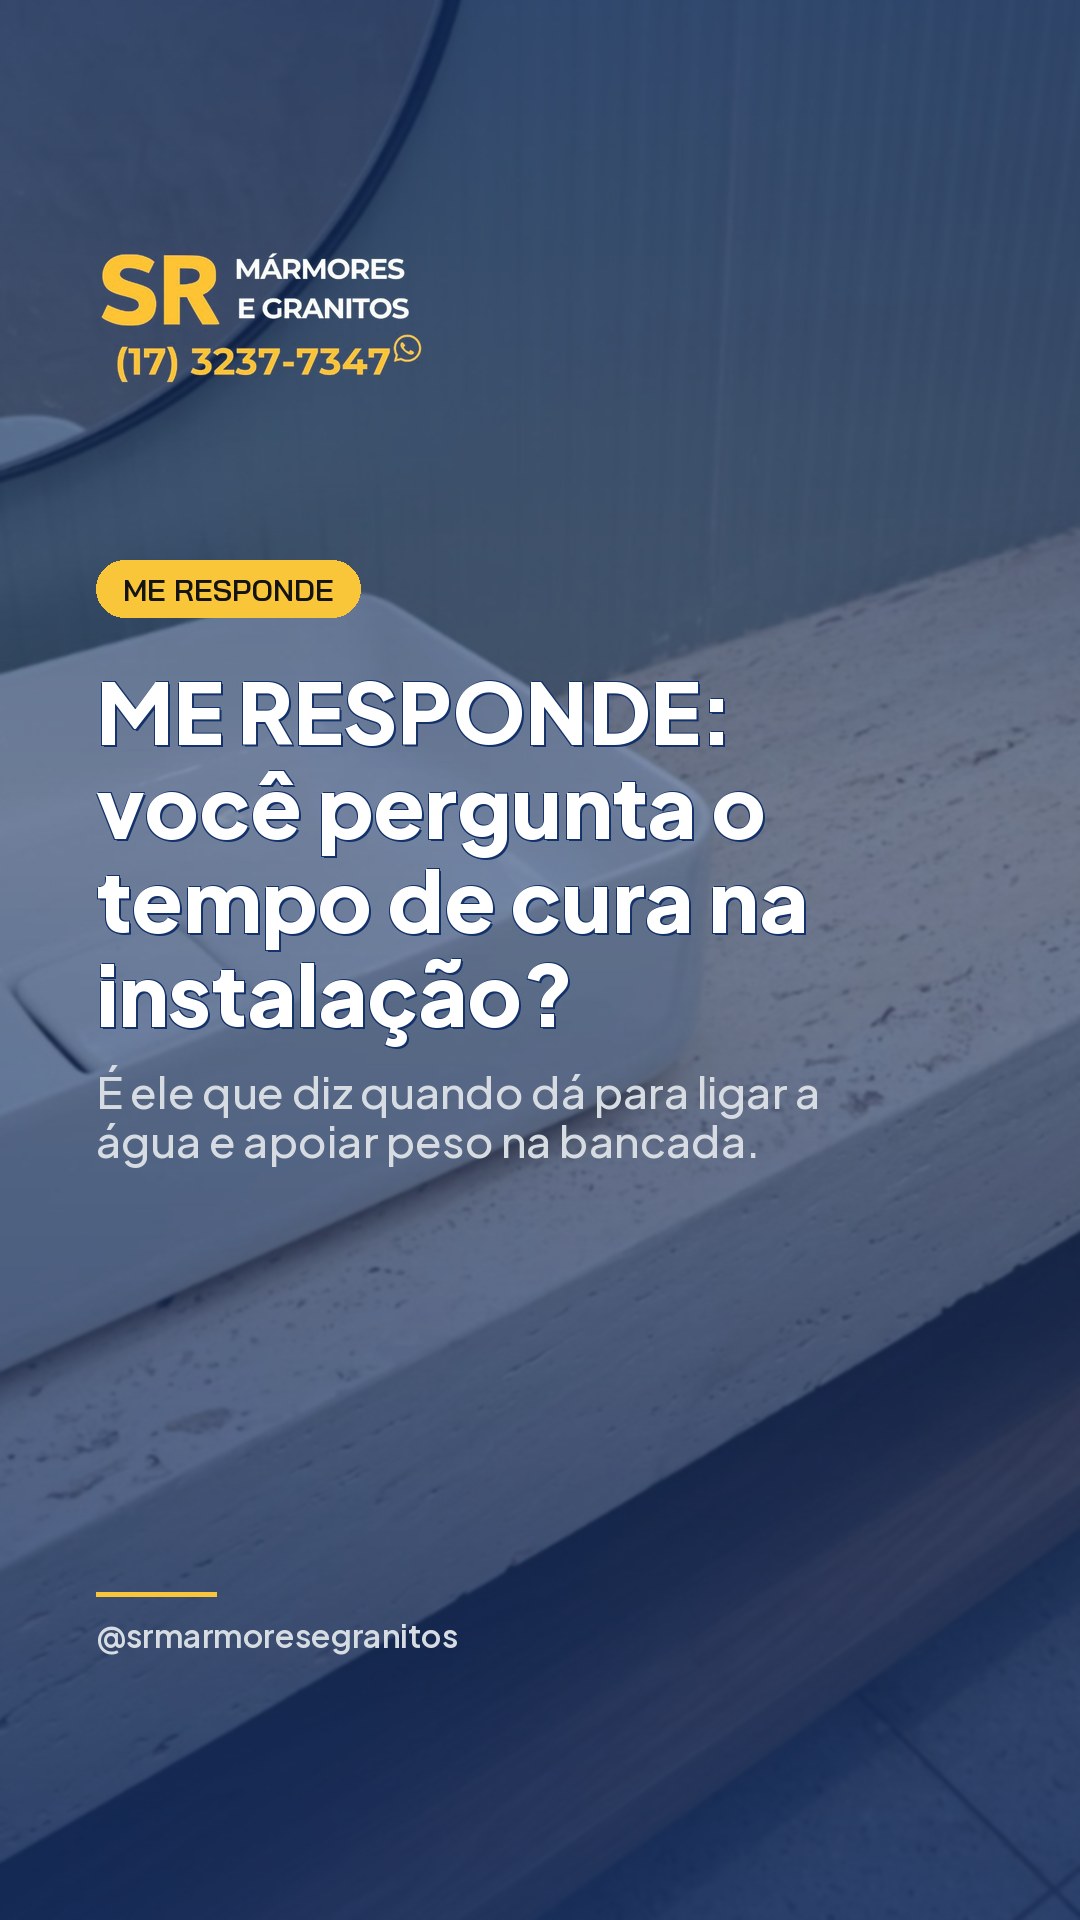 SR MÁRMORES
E GRANITOS
(17) 3237-7347
ME RESPONDE
ME RESPONDE:
você pergunta o
tempo de cura na
instalação?
É ele que diz quando dá para ligar a
água e apoiar peso na bancada.
@srmarmoresegranitos